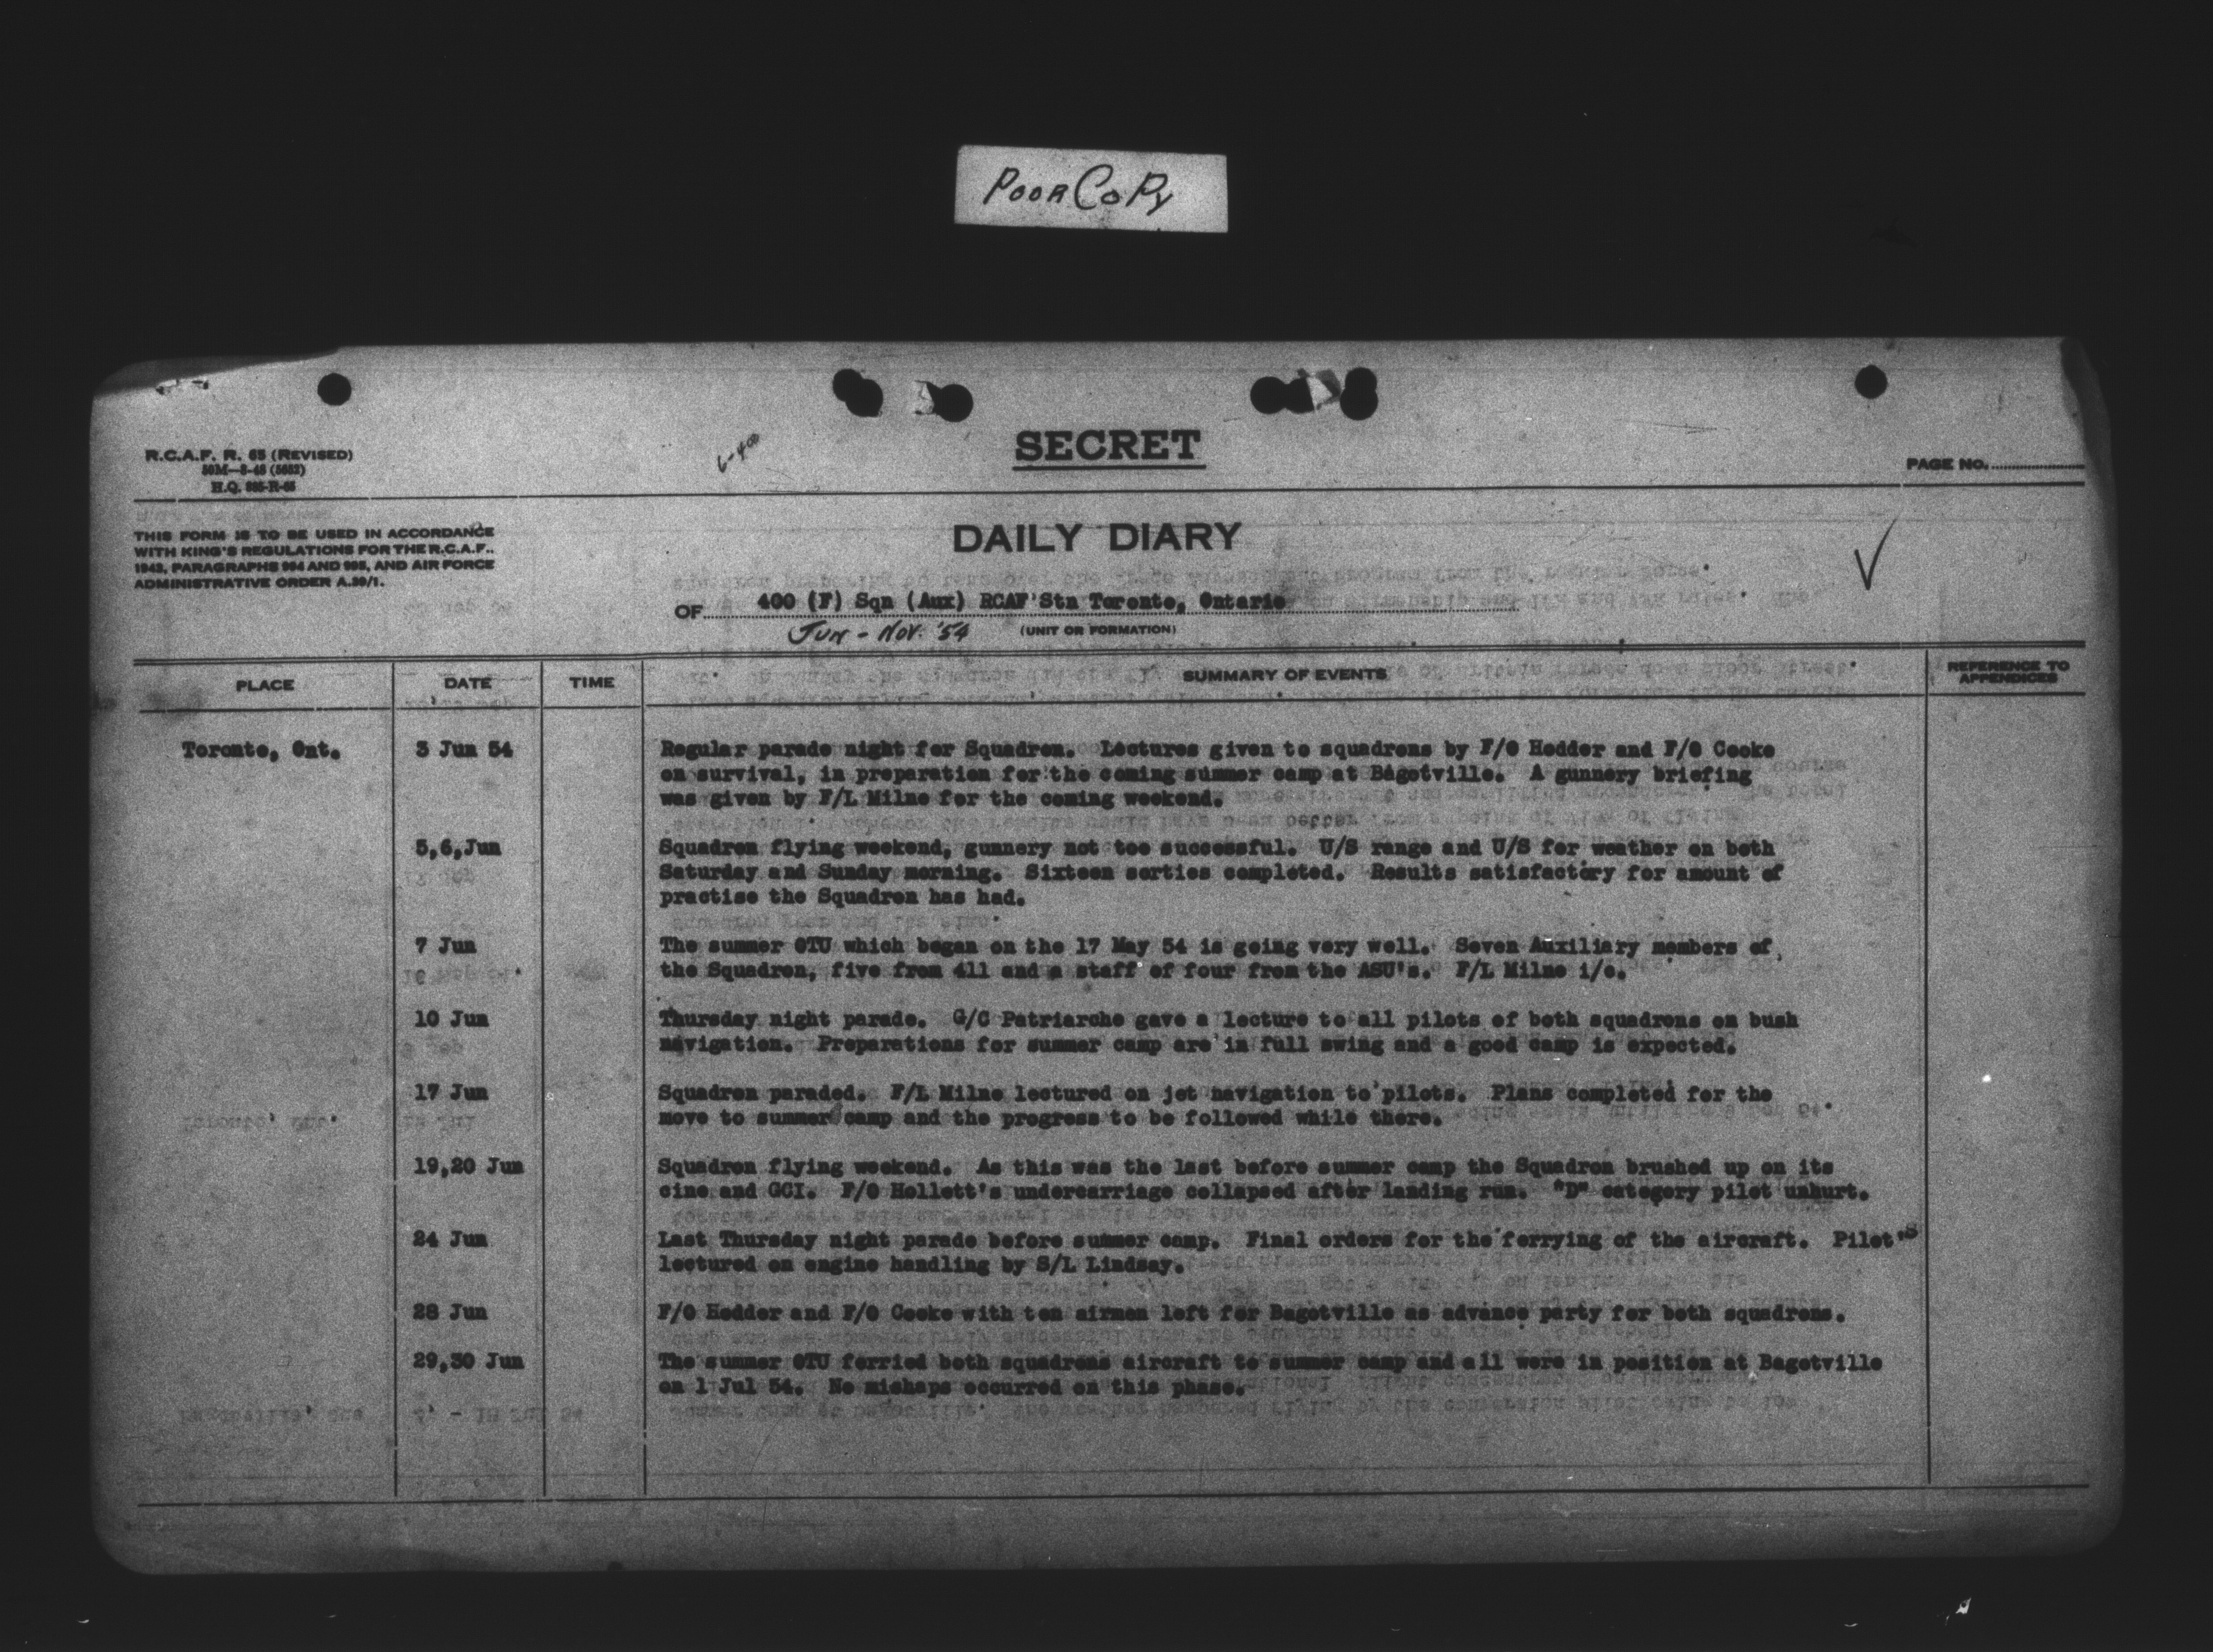 POOR COPY
SECRET
R.C.A.F. R. 65 (REVISED)
H.Q. 885-R-65
6-400
PAGE No.
THIS FORM IS TO BE USED IN ACCORDANCE
WITH KING'S REGULATIONS FOR THE R.C.A.F.,
1943, PARAGRAPHS 994 AND 995, AND AIR FORCE
ADMINISTRATIVE ORDER A.39/1.
DAILY DIARY
OF 400 (F) Sqn (Aux) RCAF Stn Toronto, Ontario
JUN - NOV. '54 (UNIT OR FORMATION)
PLACE DATE TIME SUMMARY OF EVENTS REFERENCE TO APPENDICES
Toronto, Ont. 3 Jun 54 Regular parade night for Squadron. Lectures given to squadrons by F/O Hodder and F/O Cooke
on survival, in preparation for the coming summer camp at Bagotville. A gunnery briefing
was given by F/L Milne for the coming weekend.
5,6,Jun Squadron flying weekend, gunnery not too successful. U/S range and U/S for weather on both
Saturday and Sunday morning. Sixteen sorties completed. Results satisfactory for amount of
practise the Squadron has had.
7 Jun The summer OTU which began on the 17 May 54 is going very well. Seven Auxiliary members of
the Squadron, five from 411 and a staff of four from the ASU's. F/L Milne i/c.
10 Jun Thursday night parade. G/C Patriarche gave a lecture to all pilots of both squadrons on bush
navigation. Preparations for summer camp are in full swing and a good camp is expected.
17 Jun Squadron paraded. F/L Milne lectured on jet navigation to pilots. Plans completed for the
move to summer camp and the progress to be followed while there.
19,20 Jun Squadron flying weekend. As this was the last before summer camp the Squadron brushed up on its
cine and GCI. F/O Hollett's undercarriage collapsed after landing run. "D" category pilot unhurt.
24 Jun Last Thursday night parade before summer camp. Final orders for the ferrying of the aircraft. Pilot's
lectured on engine handling by S/L Lindsay.
28 Jun F/O Hodder and F/O Cooke with ten airmen left for Bagotville as advance party for both squadrons.
29,30 Jun The summer OTU ferried both squadrons aircraft to summer camp and all were in position at Bagotville
on 1 Jul 54. No mishaps occurred on this phase.